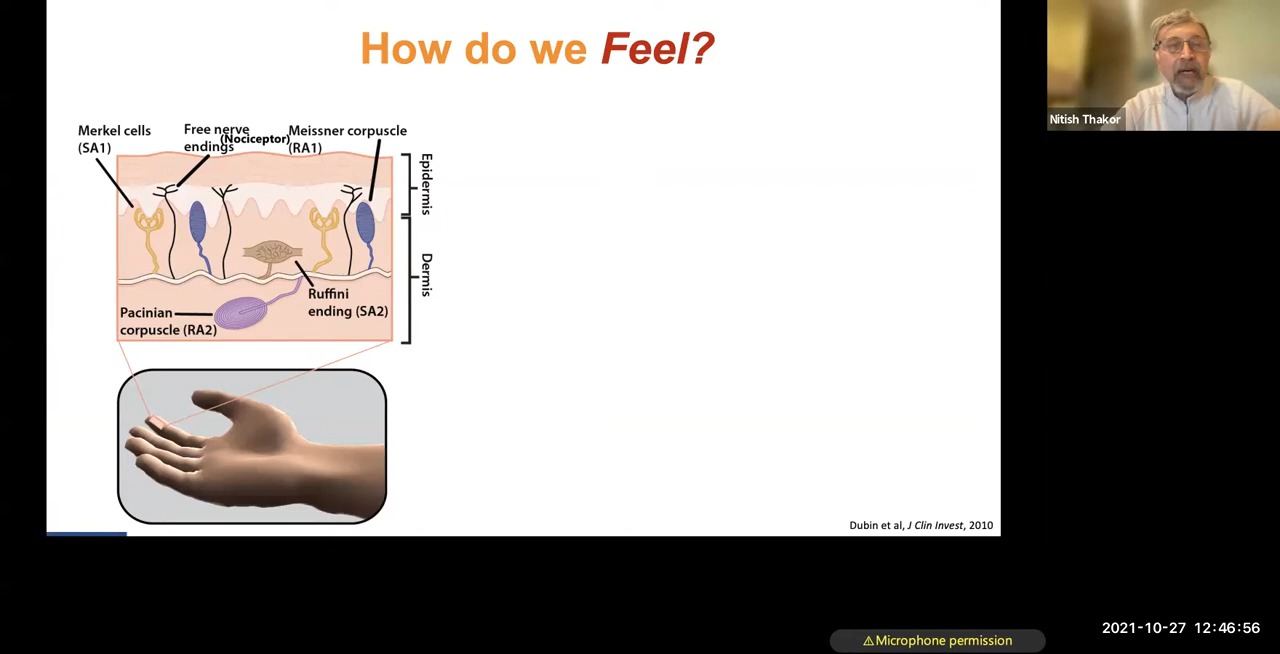 How do we Feel?
Nitish Thakor
Merkel cells
(SA1)
Free nerve
endings
(Nociceptor)
Meissner corpuscle
(RA1)
Epidermis
Dermis
Ruffini
ending (SA2)
Pacinian
corpuscle (RA2)
Dubin et al, J Clin Invest, 2010
2021-10-27 12:46:56
⚠Microphone permission